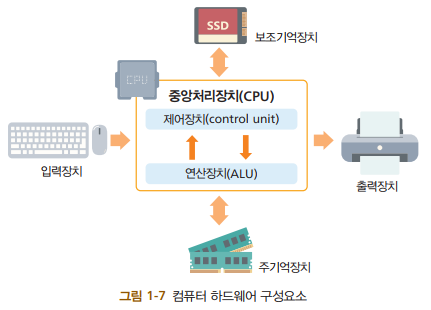 SSD
보조기억장치
CPU
중앙처리장치(CPU)
제어장치(control unit)
입력장치
연산장치(ALU)
출력장치
주기억장치
그림 1-7 컴퓨터 하드웨어 구성요소